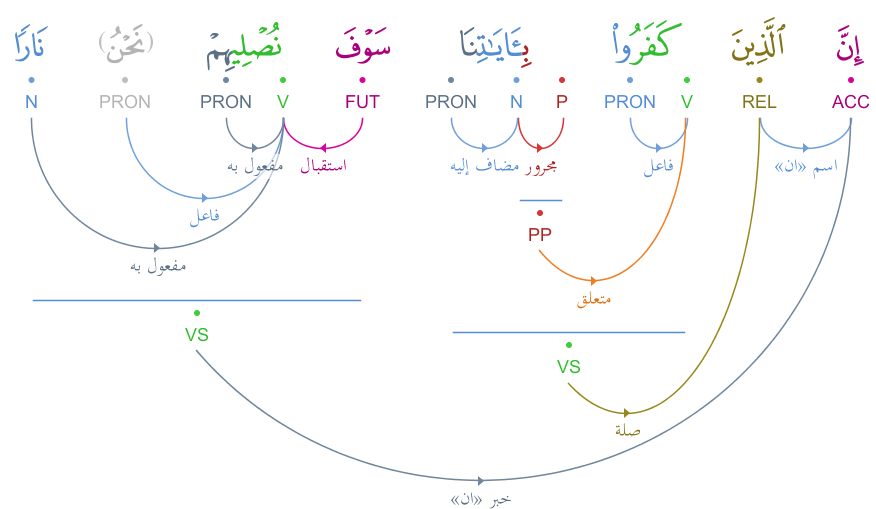 إِنَّ ٱلَّذِينَ كَفَرُوا۟ بِـَٔايَـٰتِنَا سَوْفَ نُصْلِيهِمْ (نَحْنُ) نَارًا
ACC REL V PRON P N PRON FUT V PRON PRON N
اسم «ان» فاعل مجرور مضاف إليه استقبال مفعول به
فاعل
PP
مفعول به
متعلق
VS
VS
صلة
خبر «ان»